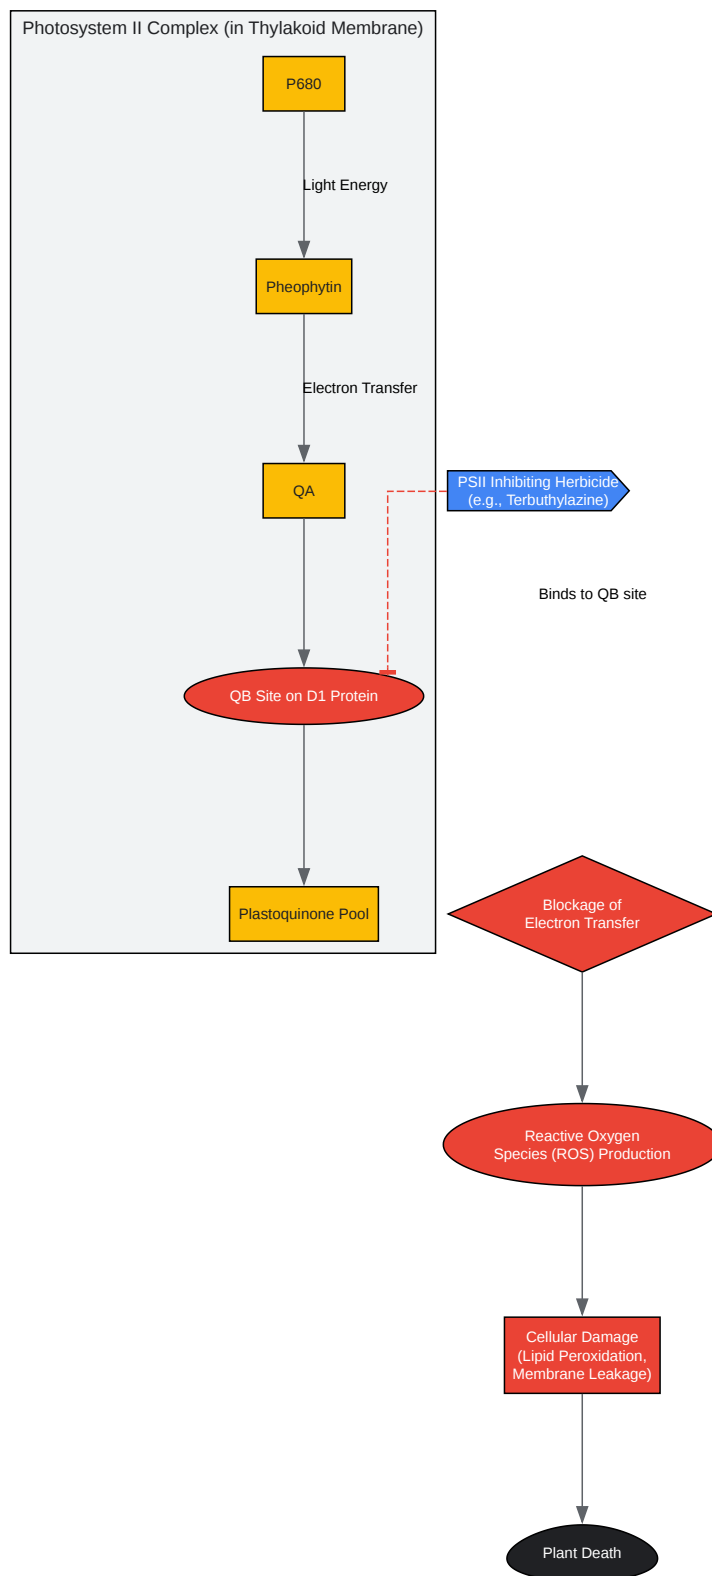 Photosystem II Complex (in Thylakoid Membrane)
P680
Light Energy
Pheophytin
Electron Transfer
QA
PSII Inhibiting Herbicide
(e.g., Terbuthylazine)
Binds to QB site
QB Site on D1 Protein
Plastoquinone Pool
Blockage of
Electron Transfer
Reactive Oxygen
Species (ROS) Production
Cellular Damage
(Lipid Peroxidation,
Membrane Leakage)
Plant Death